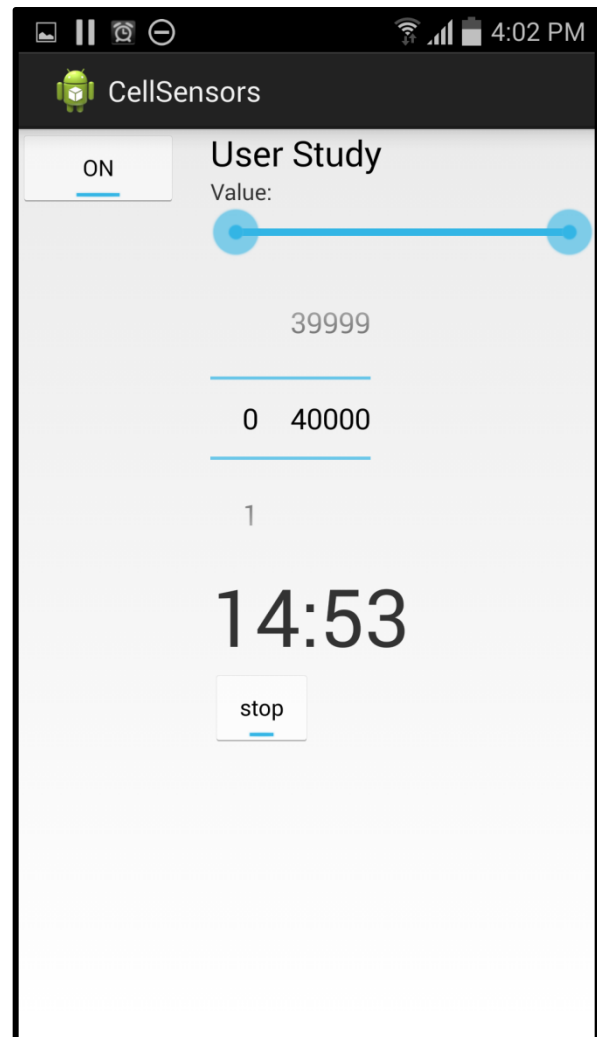 4:02 PM
CellSensors
ON
User Study
Value:
39999
0 40000
1
14:53
stop